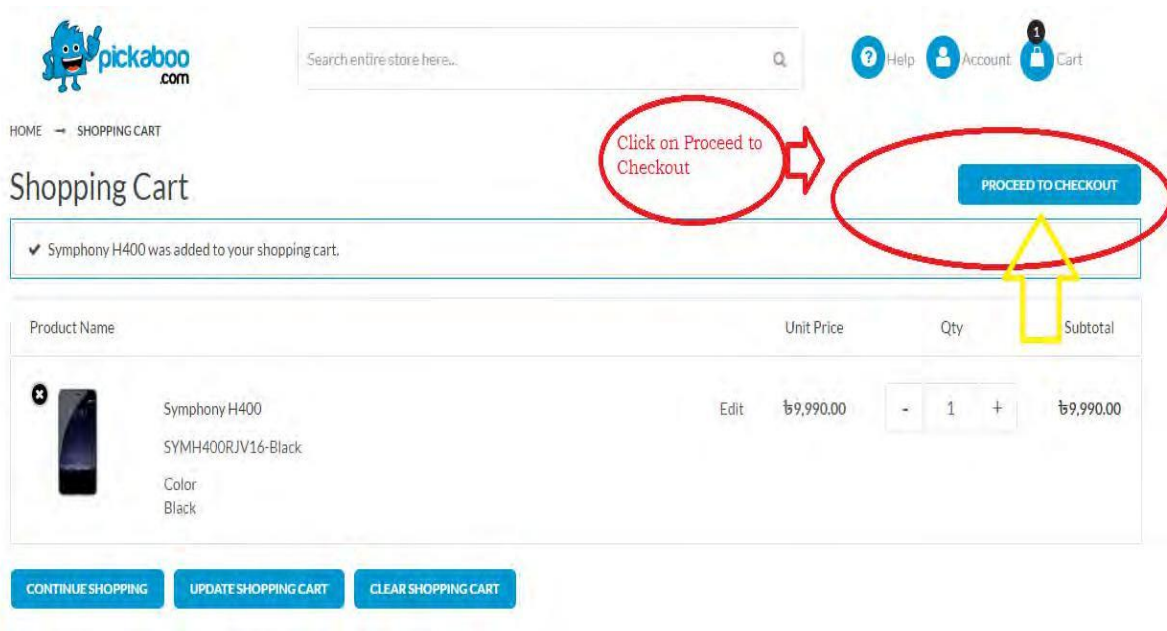 pickaboo
.com
Search entire store here...
Help
Account
1
Cart
HOME → SHOPPING CART
Click on Proceed to
Checkout
Shopping Cart
PROCEED TO CHECKOUT
✔ Symphony H400 was added to your shopping cart.
Product Name Unit Price Qty Subtotal
Symphony H400 Edit ৳9,990.00 - 1 + ৳9,990.00
SYMH400RJV16-Black
Color
Black
CONTINUE SHOPPING UPDATE SHOPPING CART CLEAR SHOPPING CART